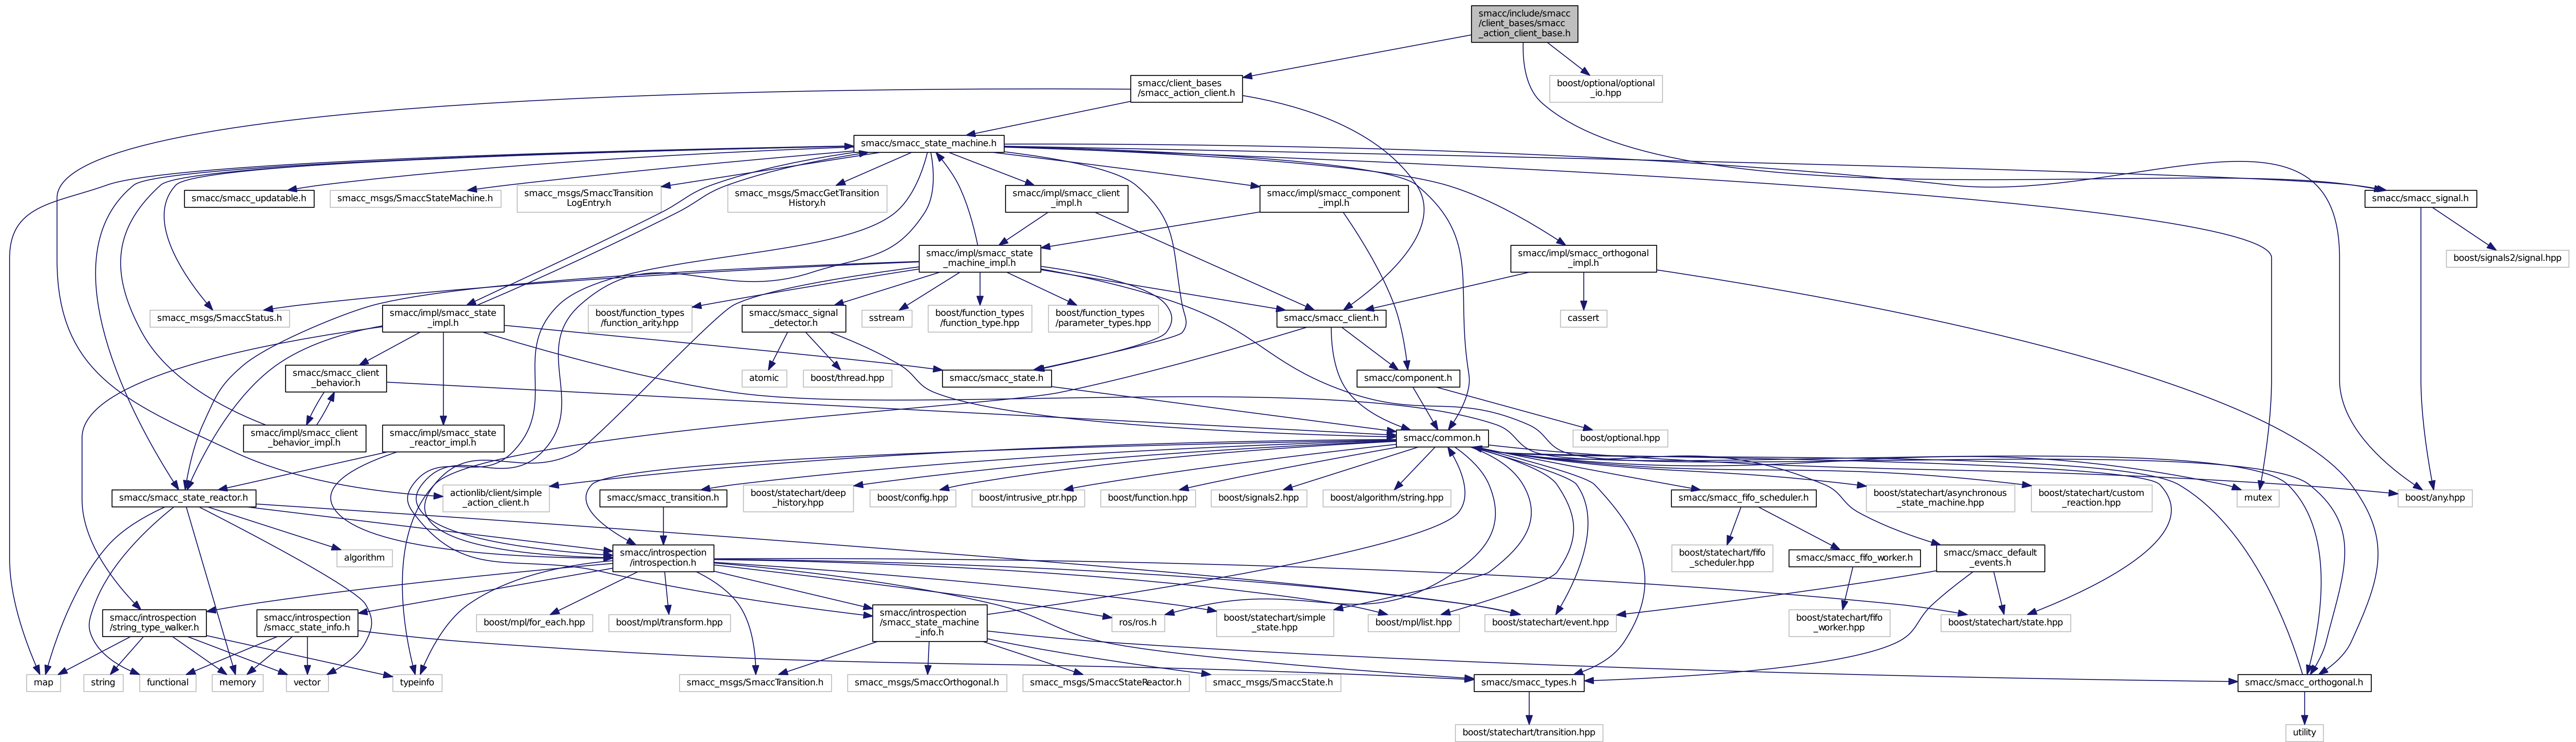 smacc/include/smacc
/client_bases/smacc
_action_client_base.h
smacc/client_bases
/smacc_action_client.h
boost/optional/optional
_io.hpp
smacc/smacc_state_machine.h
smacc/smacc_updatable.h
smacc_msgs/SmaccStateMachine.h
smacc_msgs/SmaccTransition
LogEntry.h
smacc_msgs/SmaccGetTransition
History.h
smacc/impl/smacc_client
_impl.h
smacc/impl/smacc_component
_impl.h
smacc/smacc_signal.h
smacc/impl/smacc_state
_machine_impl.h
smacc/impl/smacc_orthogonal
_impl.h
boost/signals2/signal.hpp
smacc_msgs/SmaccStatus.h
smacc/impl/smacc_state
_impl.h
boost/function_types
/function_arity.hpp
smacc/smacc_signal
_detector.h
sstream
boost/function_types
/function_type.hpp
boost/function_types
/parameter_types.hpp
smacc/smacc_client.h
cassert
smacc/smacc_client
_behavior.h
atomic
boost/thread.hpp
smacc/smacc_state.h
smacc/component.h
smacc/impl/smacc_client
_behavior_impl.h
smacc/impl/smacc_state
_reactor_impl.h
smacc/common.h
boost/optional.hpp
smacc/smacc_state_reactor.h
actionlib/client/simple
_action_client.h
smacc/smacc_transition.h
boost/statechart/deep
_history.hpp
boost/config.hpp
boost/intrusive_ptr.hpp
boost/function.hpp
boost/signals2.hpp
boost/algorithm/string.hpp
smacc/smacc_fifo_scheduler.h
boost/statechart/asynchronous
_state_machine.hpp
boost/statechart/custom
_reaction.hpp
mutex
boost/any.hpp
algorithm
smacc/introspection
/introspection.h
boost/statechart/fifo
_scheduler.hpp
smacc/smacc_fifo_worker.h
smacc/smacc_default
_events.h
smacc/introspection
/string_type_walker.h
smacc/introspection
/smacc_state_info.h
boost/mpl/for_each.hpp
boost/mpl/transform.hpp
smacc/introspection
/smacc_state_machine
_info.h
ros/ros.h
boost/statechart/simple
_state.hpp
boost/mpl/list.hpp
boost/statechart/event.hpp
boost/statechart/fifo
_worker.hpp
boost/statechart/state.hpp
map
string
functional
memory
vector
typeinfo
smacc_msgs/SmaccTransition.h
smacc_msgs/SmaccOrthogonal.h
smacc_msgs/SmaccStateReactor.h
smacc_msgs/SmaccState.h
smacc/smacc_types.h
smacc/smacc_orthogonal.h
boost/statechart/transition.hpp
utility